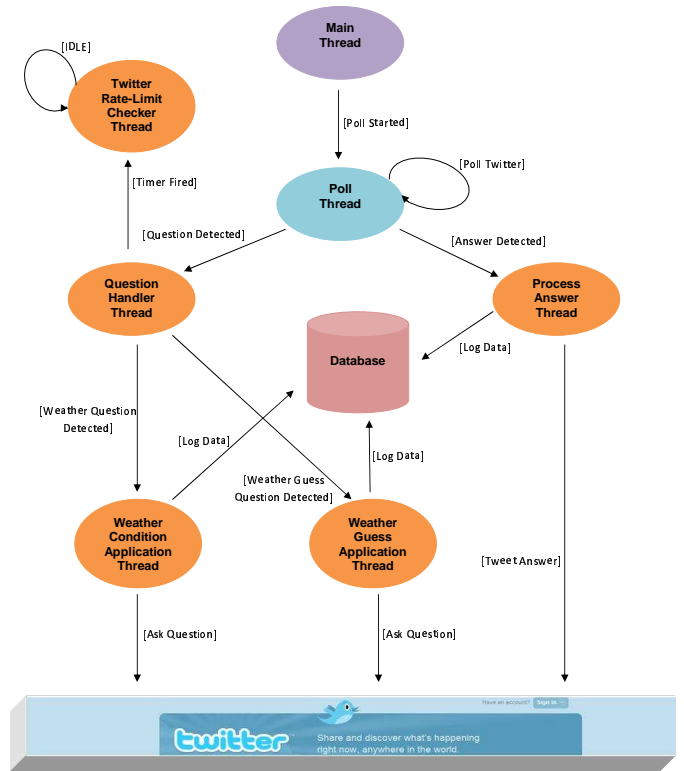 Main
Thread
[IDLE]
Twitter
Rate-Limit
Checker
Thread
[Poll Started]
[Poll Twitter]
Poll
Thread
[Timer Fired]
[Question Detected]
[Answer Detected]
Question
Handler
Thread
Process
Answer
Thread
Database
[Log Data]
[Weather Question
Detected]
[Log Data]
[Log Data]
[Weather Guess
Question Detected]
Weather
Condition
Application
Thread
Weather
Guess
Application
Thread
[Tweet Answer]
[Ask Question]
[Ask Question]
Have an account? Sign in
twitter
Share and discover what's happening
right now, anywhere in the world.